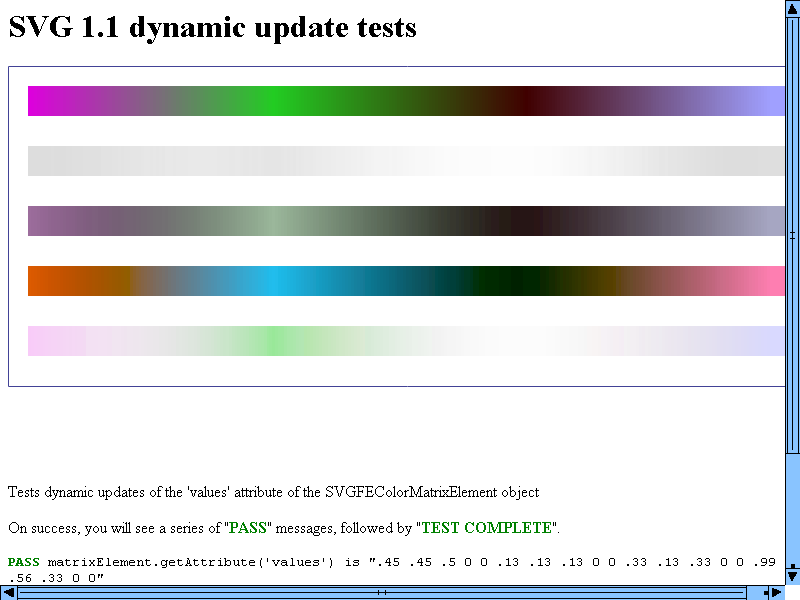 SVG 1.1 dynamic update tests
Tests dynamic updates of the 'values' attribute of the SVGFEColorMatrixElement object
On success, you will see a series of "PASS" messages, followed by "TEST COMPLETE".
PASS matrixElement.getAttribute('values') is ".45 .45 .5 0 0 .13 .13 .13 0 0 .33 .13 .33 0 0 .99
.56 .33 0 0"